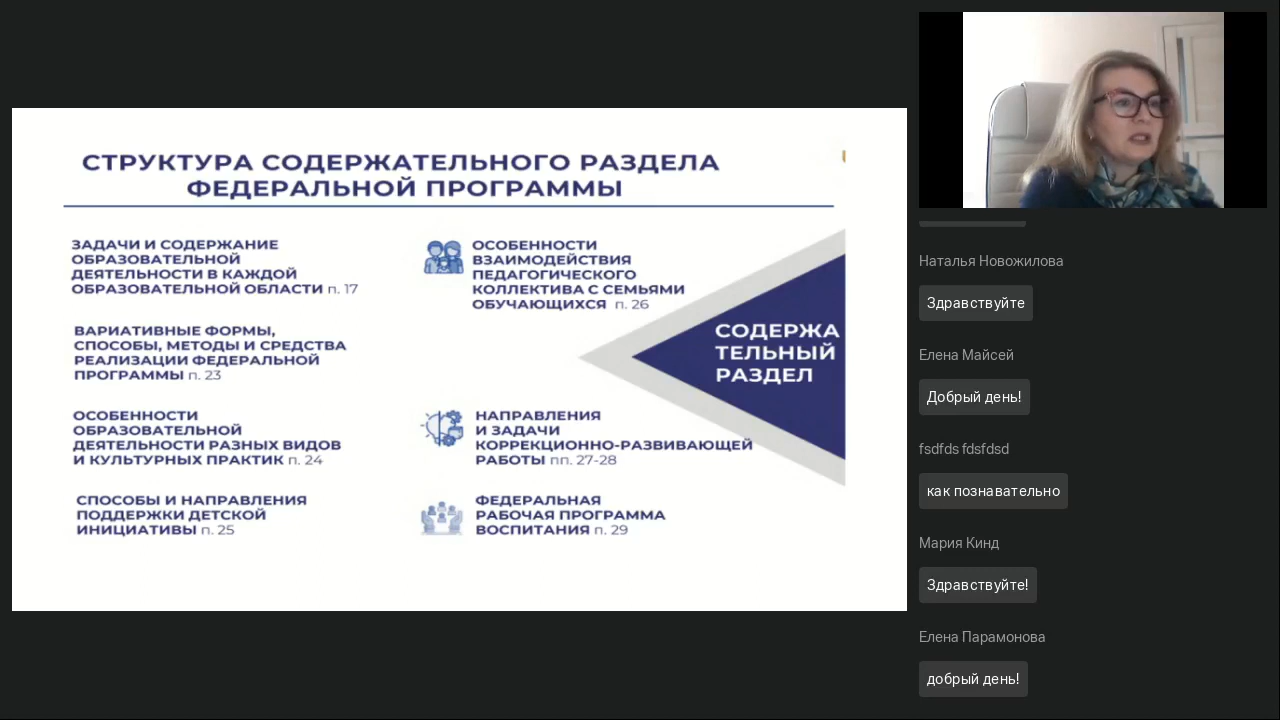 СТРУКТУРА СОДЕРЖАТЕЛЬНОГО РАЗДЕЛА
ФЕДЕРАЛЬНОЙ ПРОГРАММЫ
ЗАДАЧИ И СОДЕРЖАНИЕ
ОБРАЗОВАТЕЛЬНОЙ
ДЕЯТЕЛЬНОСТИ В КАЖДОЙ
ОБРАЗОВАТЕЛЬНОЙ ОБЛАСТИ п. 17
ВАРИАТИВНЫЕ ФОРМЫ,
СПОСОБЫ, МЕТОДЫ И СРЕДСТВА
РЕАЛИЗАЦИИ ФЕДЕРАЛЬНОЙ
ПРОГРАММЫ п. 23
ОСОБЕННОСТИ
ОБРАЗОВАТЕЛЬНОЙ
ДЕЯТЕЛЬНОСТИ РАЗНЫХ ВИДОВ
И КУЛЬТУРНЫХ ПРАКТИК п. 24
СПОСОБЫ И НАПРАВЛЕНИЯ
ПОДДЕРЖКИ ДЕТСКОЙ
ИНИЦИАТИВЫ п. 25
ОСОБЕННОСТИ
ВЗАИМОДЕЙСТВИЯ
ПЕДАГОГИЧЕСКОГО
КОЛЛЕКТИВА С СЕМЬЯМИ
ОБУЧАЮЩИХСЯ п. 26
НАПРАВЛЕНИЯ
И ЗАДАЧИ
КОРРЕКЦИОННО-РАЗВИВАЮЩЕЙ
РАБОТЫ пп. 27-28
ФЕДЕРАЛЬНАЯ
РАБОЧАЯ ПРОГРАММА
ВОСПИТАНИЯ п. 29
СОДЕРЖА
ТЕЛЬНЫЙ
РАЗДЕЛ
Наталья Новожилова
Здравствуйте
Елена Майсей
Добрый день!
fsdfds fdsfdsd
как познавательно
Мария Кинд
Здравствуйте!
Елена Парамонова
добрый день!